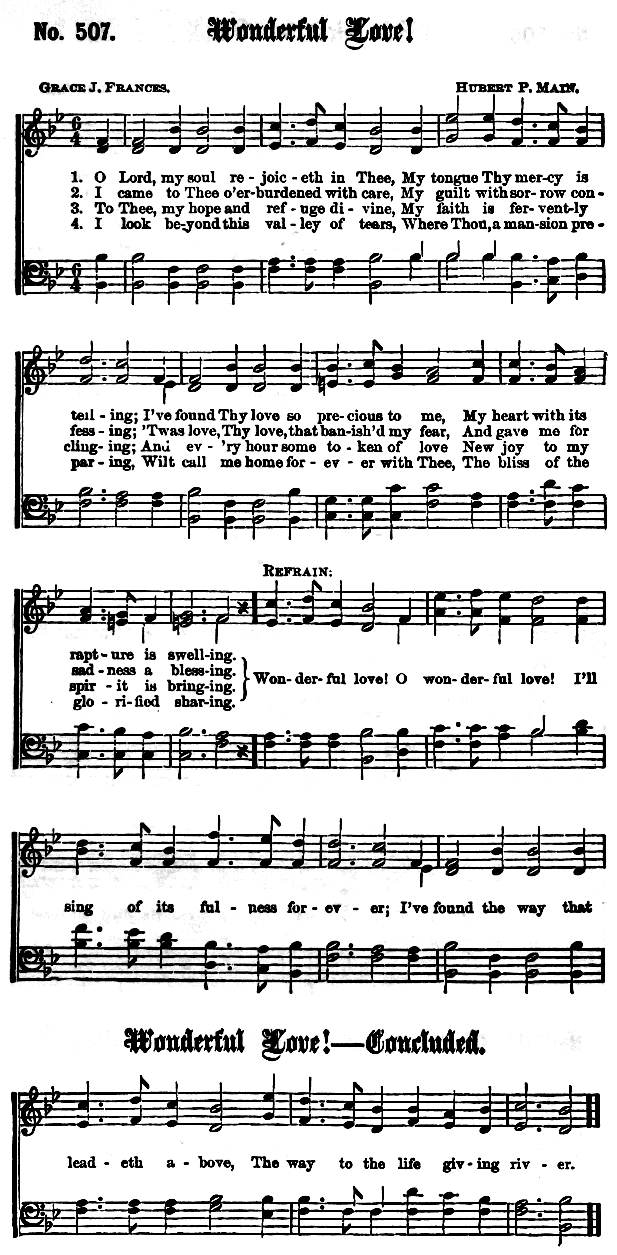 No. 507. Wonderful Love!
GRACE J. FRANCES. HUBERT P. MAIN.
1. O Lord, my soul re - joic - eth in Thee, My tongue Thy mer-cy is
2. I came to Thee o'er-burdened with care, My guilt with sor- row con -
3. To Thee, my hope and ref - uge di - vine, My faith is fer - vent-ly
4. I look be-yond this val - ley of tears, Where Thou, a man-sion pre -
tell - ing; I've found Thy love so pre-cious to me, My heart with its
fess - ing; 'Twas love, Thy love, that ban-ish'd my fear, And gave me for
cling - ing; And ev - 'ry hour some to - ken of love New joy to my
par - ing, Wilt call me home for - ev - er with Thee, The bliss of the
REFRAIN:
rapt - ure is swell-ing.
sad - ness a bless-ing.
spir - it is bring-ing.
glo - ri-fied shar-ing.
Won - der- ful love! O won - der- ful love! I'll
sing of its ful - ness for - ev - er; I've found the way that
Wonderful Love!—Concluded.
lead - eth a - bove, The way to the life giv - ing riv - er.